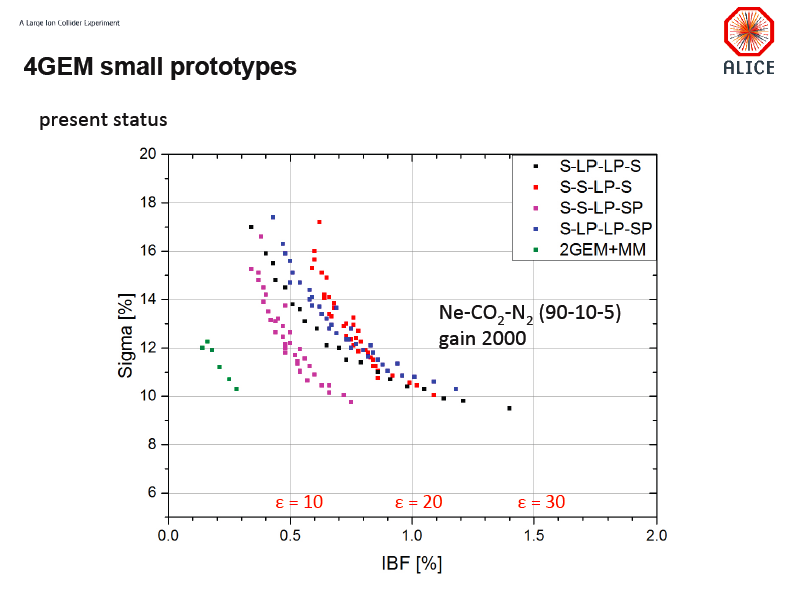 A Large Ion Collider Experiment
ALICE
4GEM small prototypes
present status
20
18
16
14
12
10
8
6
Sigma [%]
S-LP-LP-S
S-S-LP-S
S-S-LP-SP
S-LP-LP-SP
2GEM+MM
Ne-CO₂-N₂ (90-10-5)
gain 2000
ε = 10 ε = 20 ε = 30
0.0 0.5 1.0 1.5 2.0
IBF [%]